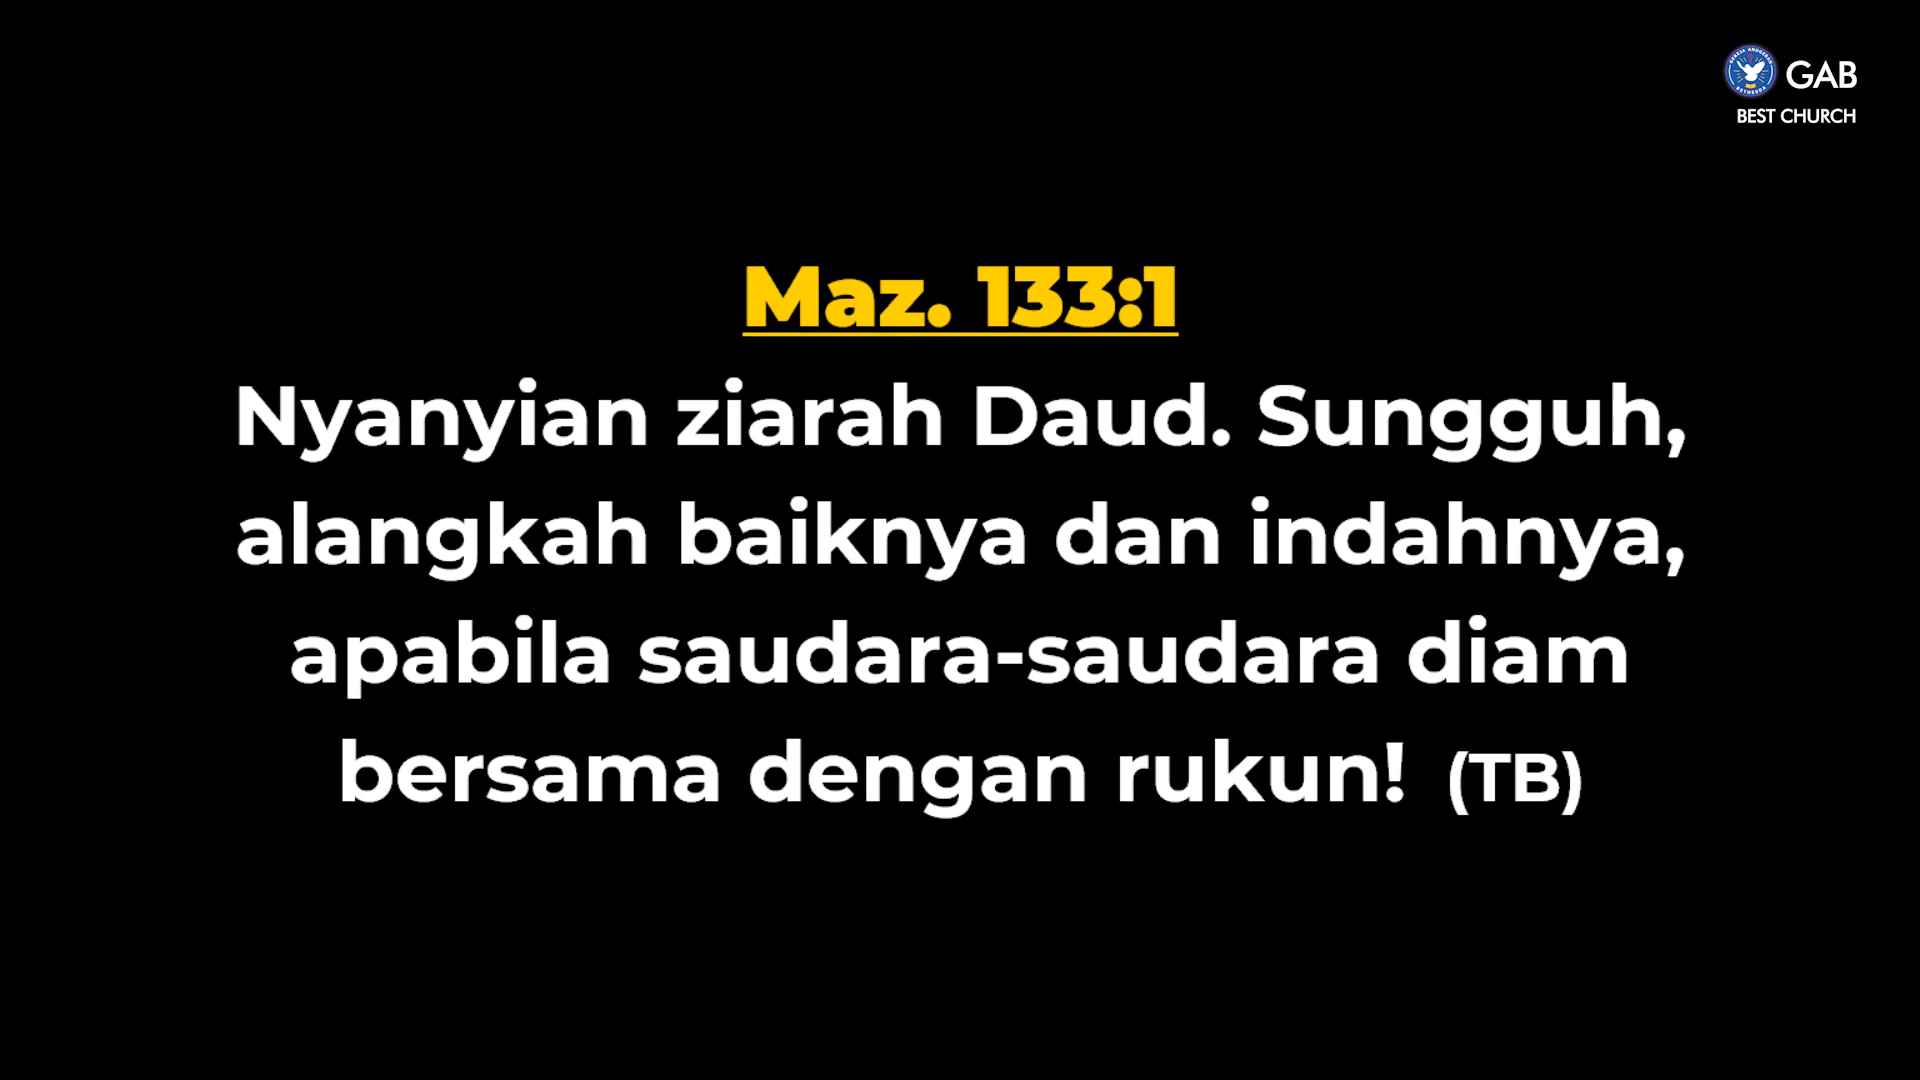 GAB
BEST CHURCH
Maz. 133:1
Nyanyian ziarah Daud. Sungguh,
alangkah baiknya dan indahnya,
apabila saudara-saudara diam
bersama dengan rukun! (TB)